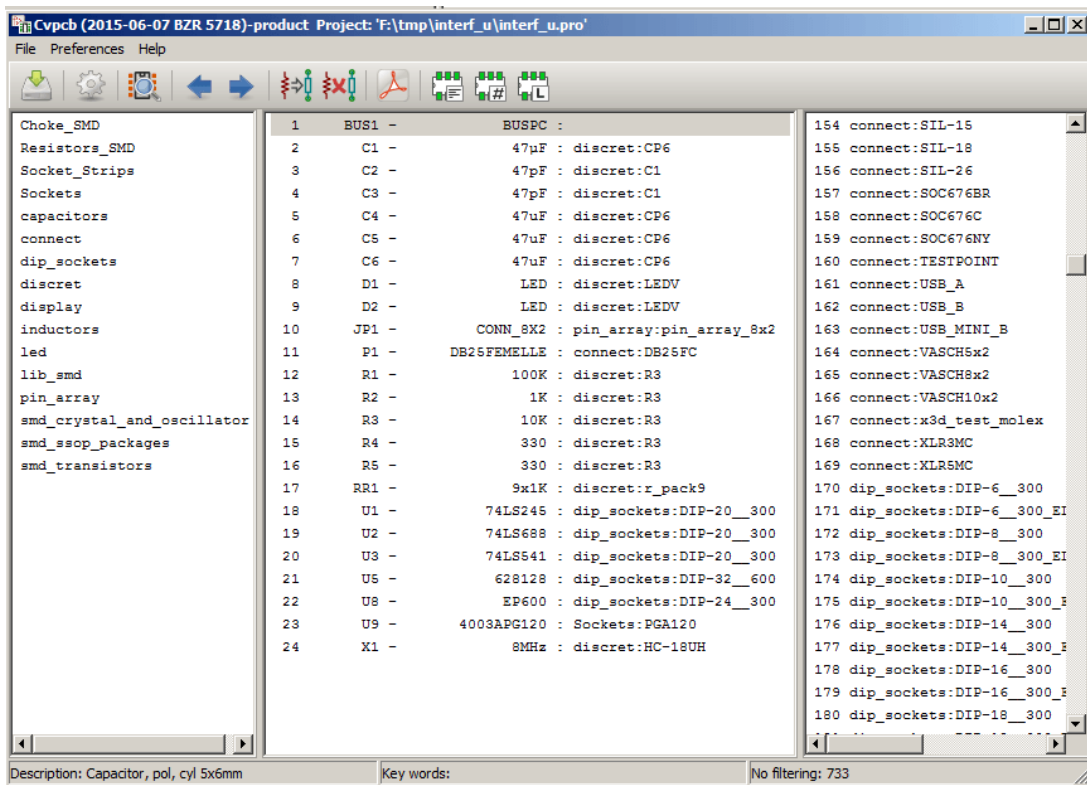 Cvpcb (2015-06-07 BZR 5718)-product Project: 'F:\tmp\interf_u\interf_u.pro'
File Preferences Help
Choke_SMD
Resistors_SMD
Socket_Strips
Sockets
capacitors
connect
dip_sockets
discret
display
inductors
led
lib_smd
pin_array
smd_crystal_and_oscillator
smd_ssop_packages
smd_transistors
1 BUS1 - BUSPC :
2 C1 - 47µF : discret:CP6
3 C2 - 47pF : discret:C1
4 C3 - 47pF : discret:C1
5 C4 - 47uF : discret:CP6
6 C5 - 47uF : discret:CP6
7 C6 - 47uF : discret:CP6
8 D1 - LED : discret:LEDV
9 D2 - LED : discret:LEDV
10 JP1 - CONN_8X2 : pin_array:pin_array_8x2
11 P1 - DB25FEMELLE : connect:DB25FC
12 R1 - 100K : discret:R3
13 R2 - 1K : discret:R3
14 R3 - 10K : discret:R3
15 R4 - 330 : discret:R3
16 R5 - 330 : discret:R3
17 RR1 - 9x1K : discret:r_pack9
18 U1 - 74LS245 : dip_sockets:DIP-20__300
19 U2 - 74LS688 : dip_sockets:DIP-20__300
20 U3 - 74LS541 : dip_sockets:DIP-20__300
21 U5 - 628128 : dip_sockets:DIP-32__600
22 U8 - EP600 : dip_sockets:DIP-24__300
23 U9 - 4003APG120 : Sockets:PGA120
24 X1 - 8MHz : discret:HC-18UH
154 connect:SIL-15
155 connect:SIL-18
156 connect:SIL-26
157 connect:SOC676BR
158 connect:SOC676C
159 connect:SOC676NY
160 connect:TESTPOINT
161 connect:USB_A
162 connect:USB_B
163 connect:USB_MINI_B
164 connect:VASCH5x2
165 connect:VASCH8x2
166 connect:VASCH10x2
167 connect:x3d_test_molex
168 connect:XLR3MC
169 connect:XLR5MC
170 dip_sockets:DIP-6__300
171 dip_sockets:DIP-6__300_El
172 dip_sockets:DIP-8__300
173 dip_sockets:DIP-8__300_El
174 dip_sockets:DIP-10__300
175 dip_sockets:DIP-10__300_E
176 dip_sockets:DIP-14__300
177 dip_sockets:DIP-14__300_E
178 dip_sockets:DIP-16__300
179 dip_sockets:DIP-16__300_E
180 dip_sockets:DIP-18__300
Description: Capacitor, pol, cyl 5x6mm
Key words:
No filtering: 733